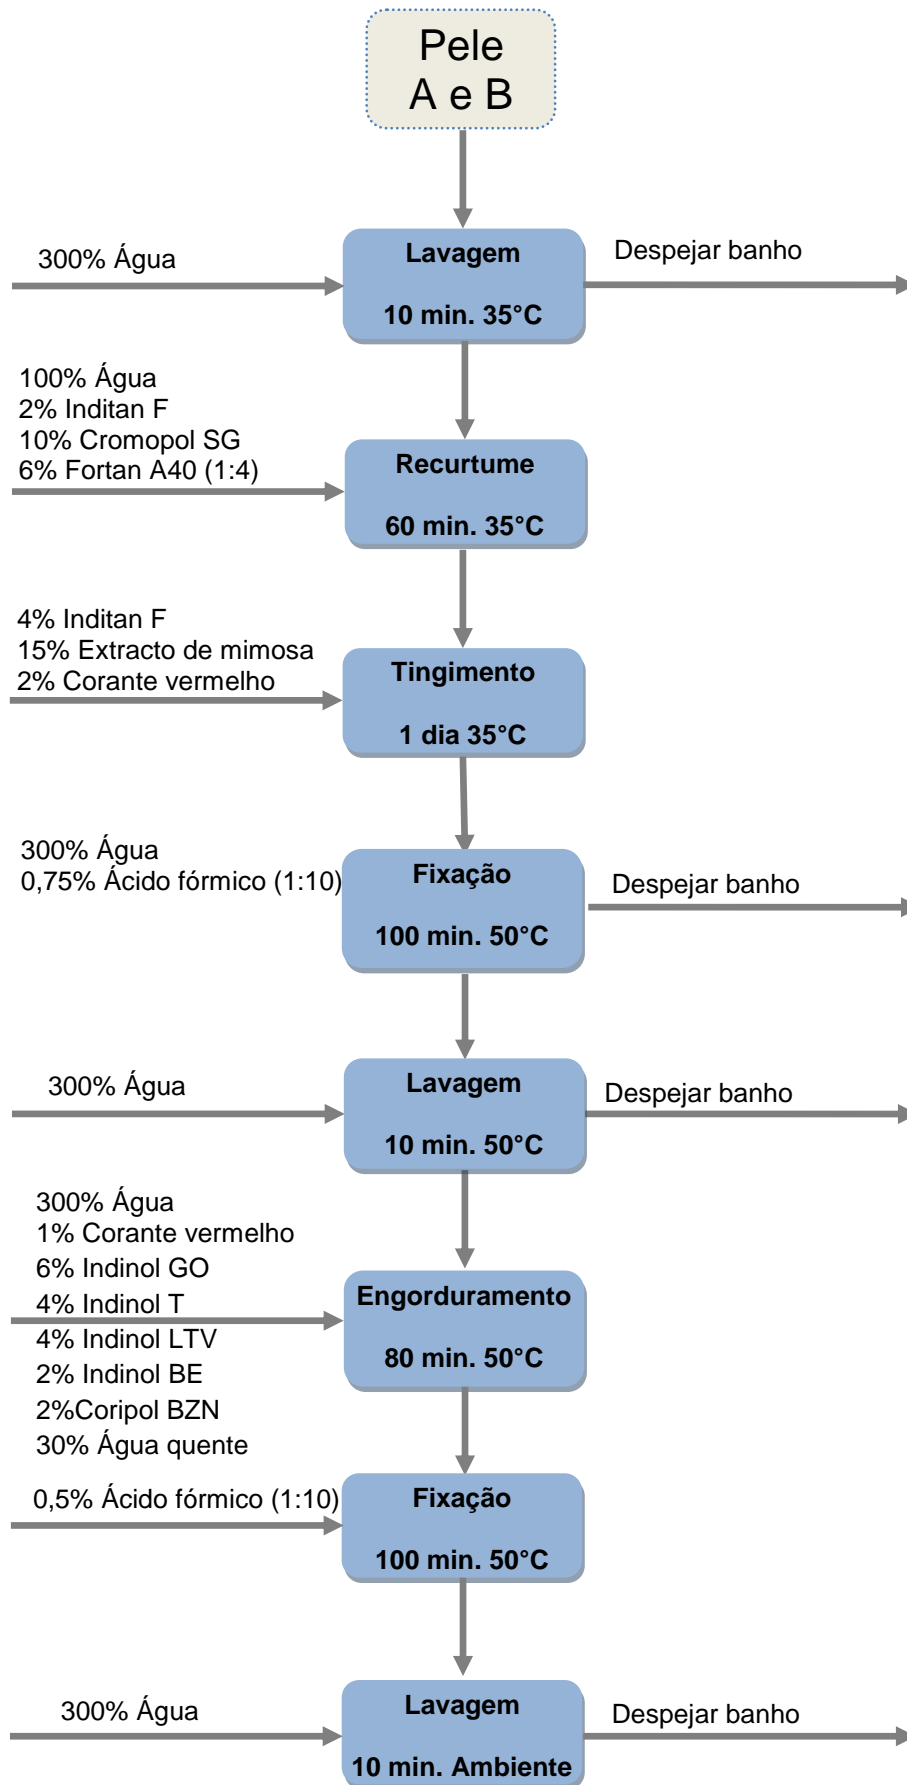 Pele
A e B
300% Água
Lavagem
10 min. 35°C
Despejar banho
100% Água
2% Inditan F
10% Cromopol SG
6% Fortan A40 (1:4)
Recurtume
60 min. 35°C
4% Inditan F
15% Extracto de mimosa
2% Corante vermelho
Tingimento
1 dia 35°C
300% Água
0,75% Ácido fórmico (1:10)
Fixação
100 min. 50°C
Despejar banho
300% Água
Lavagem
10 min. 50°C
Despejar banho
300% Água
1% Corante vermelho
6% Indinol GO
4% Indinol T
4% Indinol LTV
2% Indinol BE
2%Coripol BZN
30% Água quente
Engorduramento
80 min. 50°C
0,5% Ácido fórmico (1:10)
Fixação
100 min. 50°C
300% Água
Lavagem
10 min. Ambiente
Despejar banho